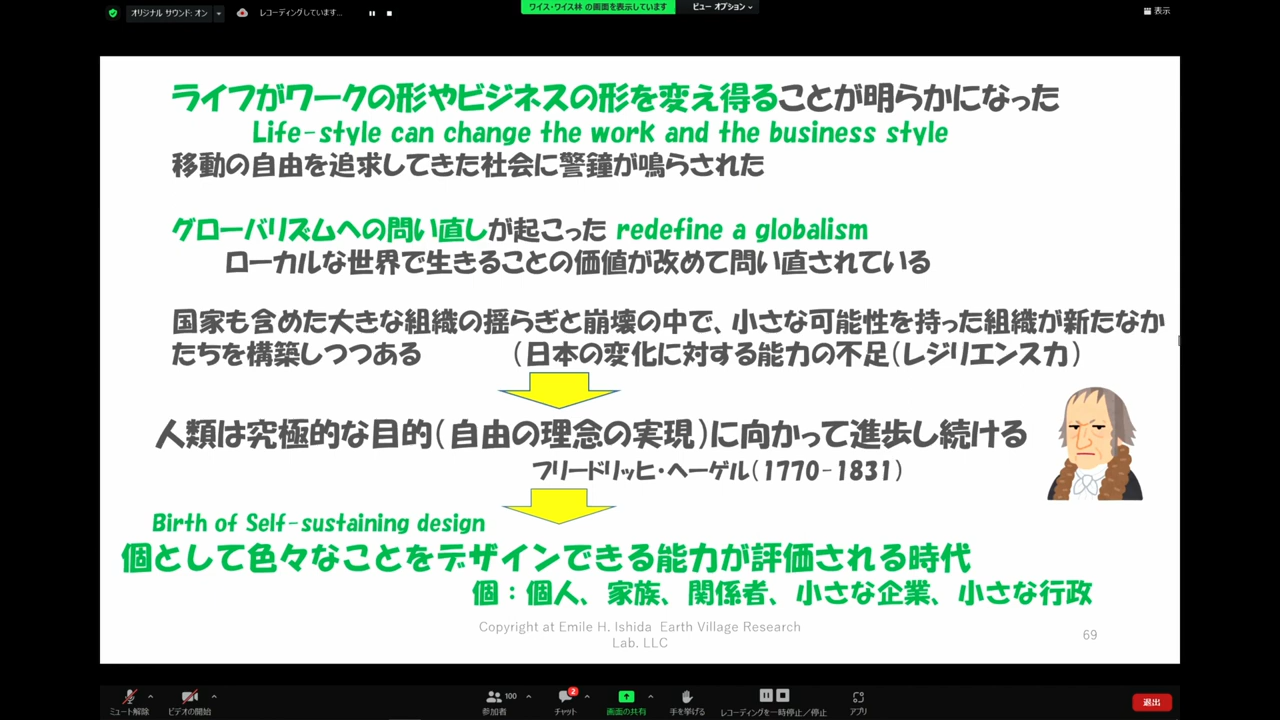 オリジナル サウンド: オン
レコーディングしています...
ワイス・ワイス林 の画面を表示しています
ビュー オプション
表示
ライフがワークの形やビジネスの形を変え得ることが明らかになった
Life-style can change the work and the business style
移動の自由を追求してきた社会に警鐘が鳴らされた
グローバリズムへの問い直しが起こった redefine a globalism
ローカルな世界で生きることの価値が改めて問い直されている
国家も含めた大きな組織の揺らぎと崩壊の中で、小さな可能性を持った組織が新たなか
たちを構築しつつある (日本の変化に対する能力の不足(レジリエンス力)
人類は究極的な目的(自由の理念の実現)に向かって進歩し続ける
フリードリッヒ・ヘーゲル(1770-1831)
Birth of Self-sustaining design
個として色々なことをデザインできる能力が評価される時代
個：個人、家族、関係者、小さな企業、小さな行政
Copyright at Emile H. Ishida Earth Village Research
Lab. LLC
69
ミュート解除
ビデオの開始
100
参加者
2
チャット
画面の共有
手を挙げる
レコーディングを一時停止/停止
アプリ
退出